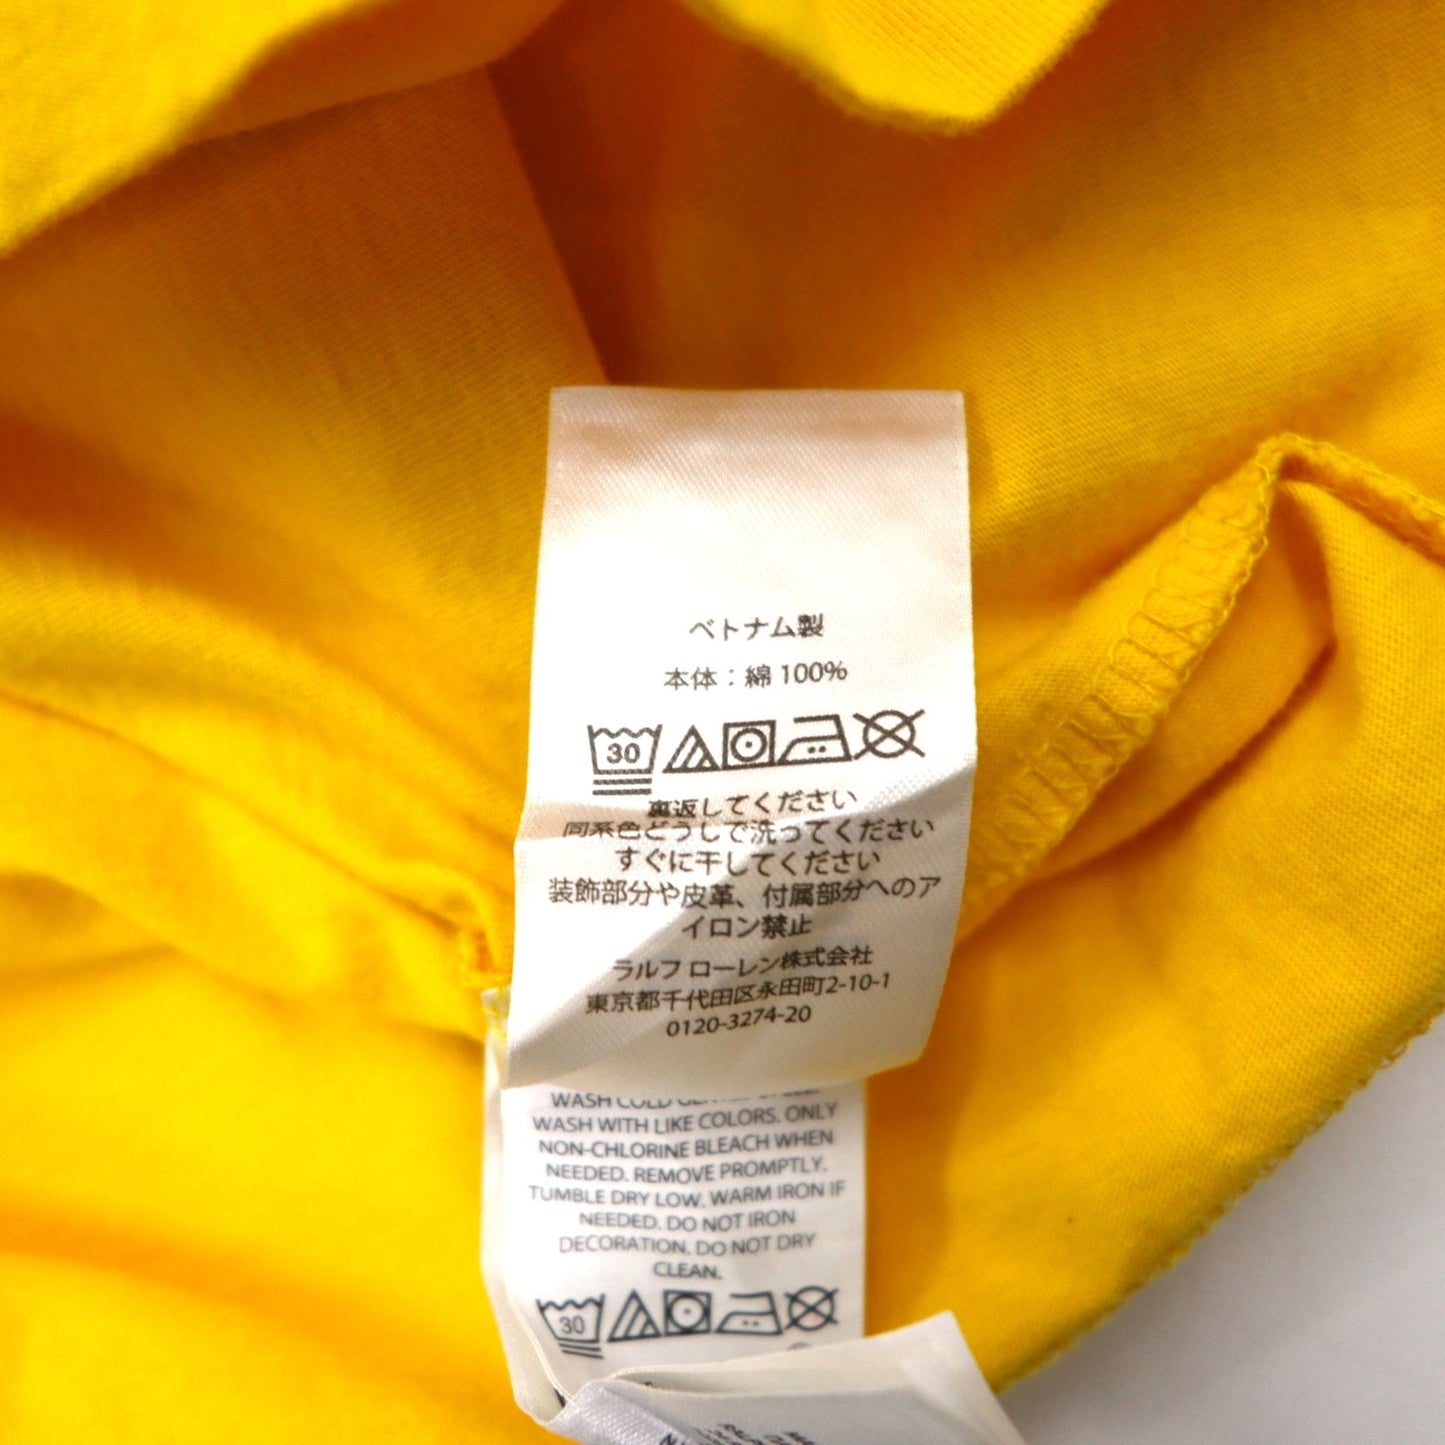 ベトナム製
本体：綿 100%
30
裏返してください
同系色どうしで洗ってください
すぐに干してください
装飾部分や皮革、付属部分へのア
イロン禁止
ラルフ ローレン株式会社
東京都千代田区永田町2-10-1
0120-3274-20
WASH COLD
WASH WITH LIKE COLORS. ONLY
NON-CHLORINE BLEACH WHEN
NEEDED. REMOVE PROMPTLY.
TUMBLE DRY LOW. WARM IRON IF
NEEDED. DO NOT IRON
DECORATION. DO NOT DRY
CLEAN.
30